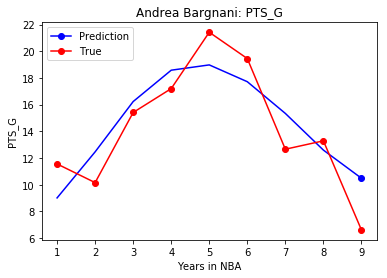 Andrea Bargnani: PTS_G
Prediction
True
PTS_G
22
20
18
16
14
12
10
8
6
1 2 3 4 5 6 7 8 9
Years in NBA